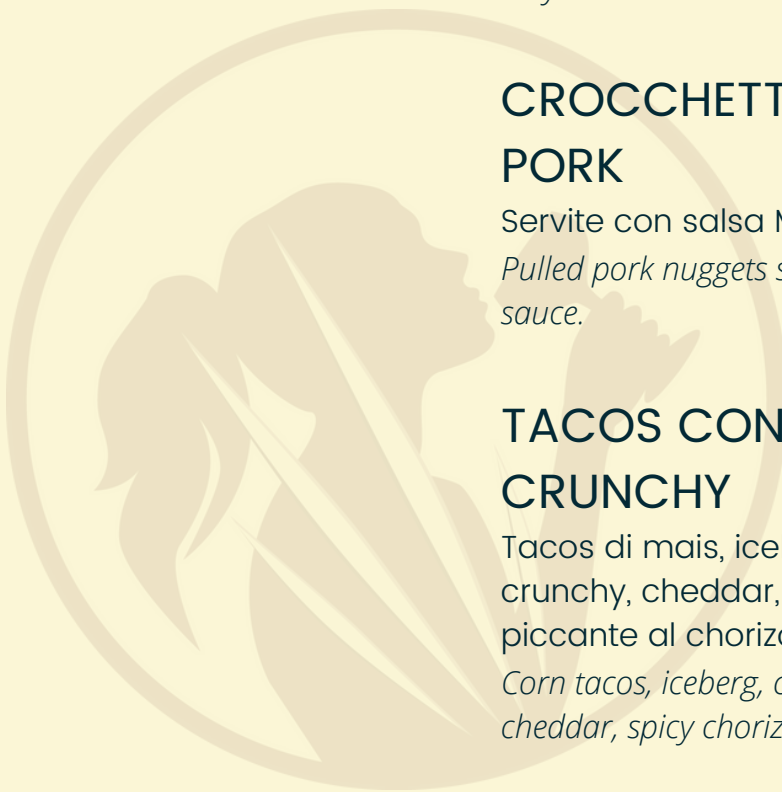 CROCCHETT
PORK
Servite con salsa
Pulled pork nuggets
sauce.
TACOS CON
CRUNCHY
Tacos di mais, ice
crunchy, cheddar,
piccante al choriz
Corn tacos, iceberg,
cheddar, spicy choriz